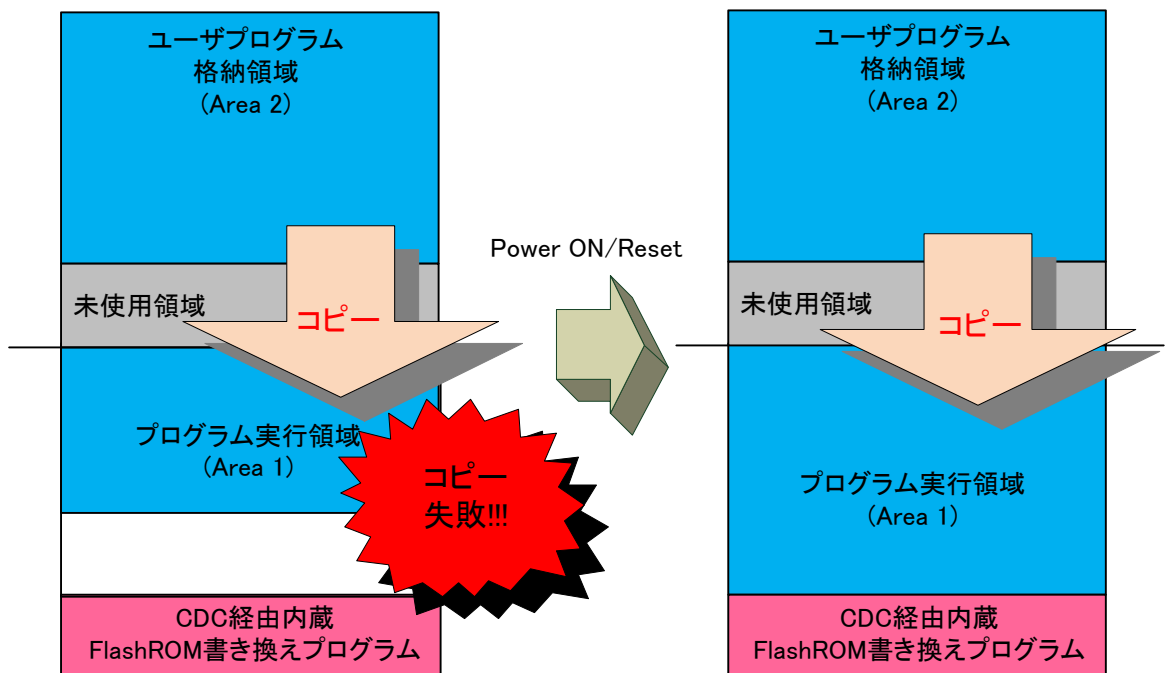 ユーザプログラム
格納領域
(Area 2)
未使用領域
コピー
プログラム実行領域
(Area 1)
コピー
失敗!!!
CDC経由内蔵
FlashROM書き換えプログラム
Power ON/Reset
ユーザプログラム
格納領域
(Area 2)
未使用領域
コピー
プログラム実行領域
(Area 1)
CDC経由内蔵
FlashROM書き換えプログラム